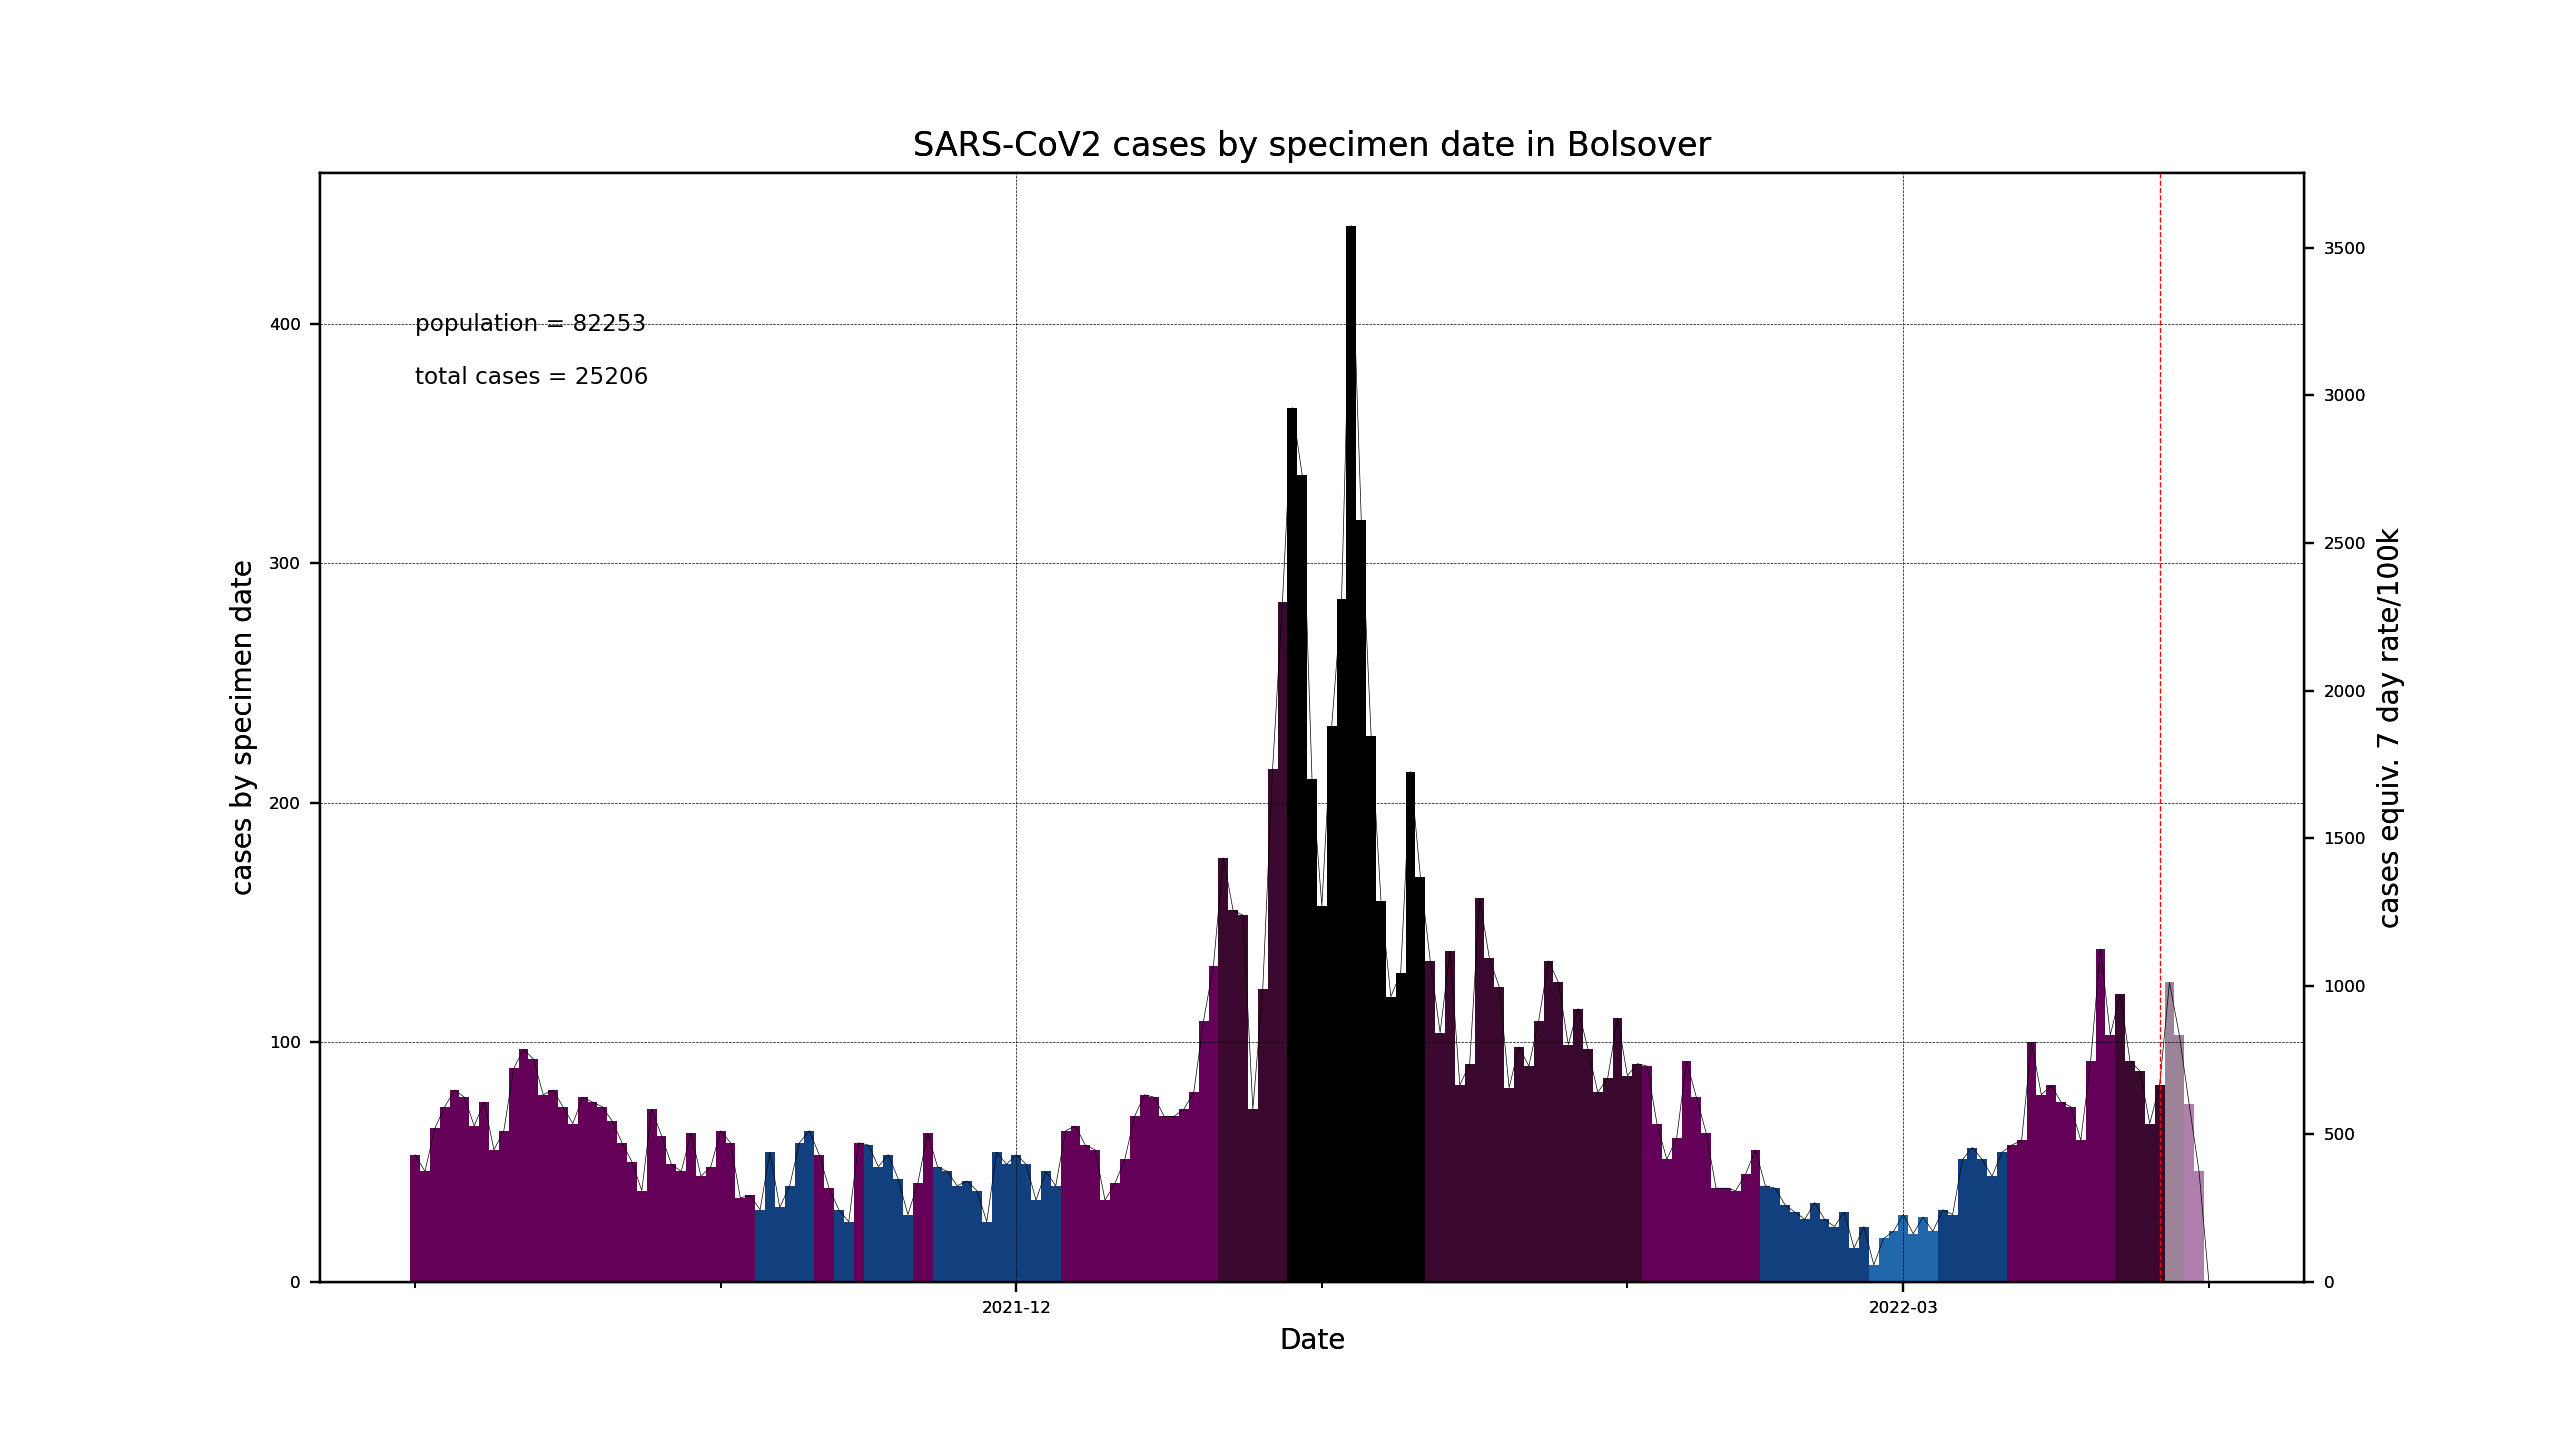 SARS-CoV2 cases by specimen date in Bolsover
population = 82253
total cases = 25206
cases by specimen date
400
300
200
100
0
3500
3000
2500
2000
1500
1000
500
0
cases equiv. 7 day rate/100k
2021-12
2022-03
Date